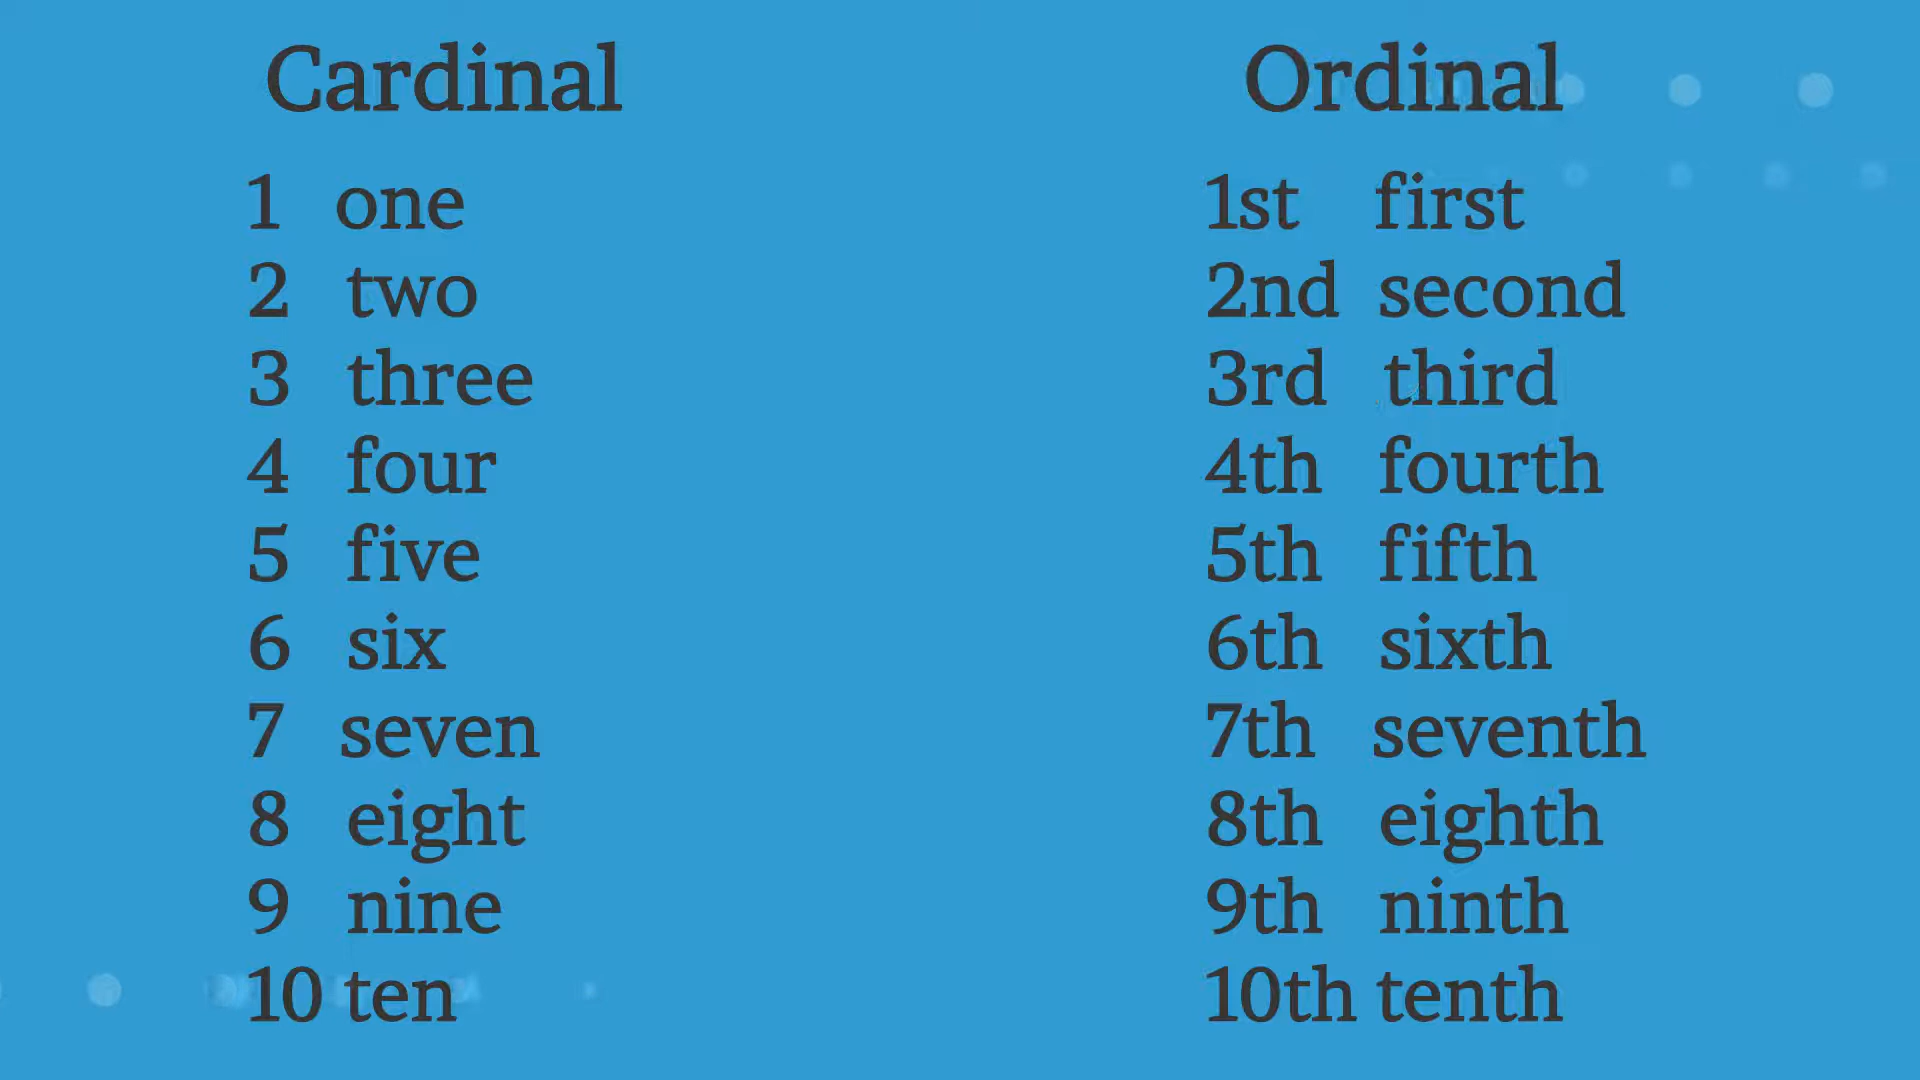 Cardinal Ordinal
1 one 1st first
2 two 2nd second
3 three 3rd third
4 four 4th fourth
5 five 5th fifth
6 six 6th sixth
7 seven 7th seventh
8 eight 8th eighth
9 nine 9th ninth
10 ten 10th tenth